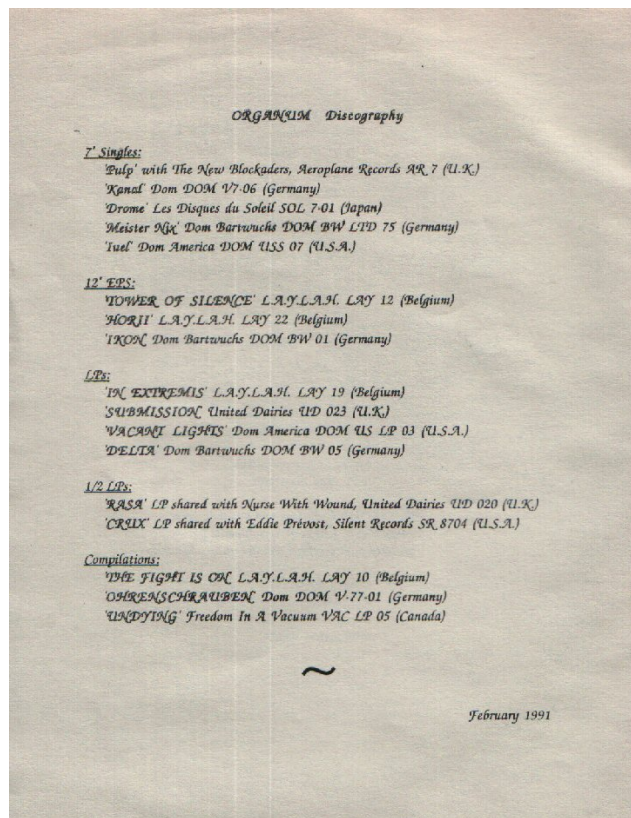 ORGANUM Discography
7" Singles:
'Pulp' with The New Blockaders, Aeroplane Records AR 7 (U.K.)
'Kanal' Dom DOM V7-06 (Germany)
'Drome' Les Disques du Soleil SOL 7-01 (Japan)
'Meister Nix' Dom Bartwuchs DOM BW LTD 75 (Germany)
'Iuel' Dom America DOM USS 07 (U.S.A.)
12" EPS:
'TOWER OF SILENCE' L.A.Y.L.A.H. LAY 12 (Belgium)
'HORII' L.A.Y.L.A.H. LAY 22 (Belgium)
'IKON' Dom Bartwuchs DOM BW 01 (Germany)
LPs:
'IN EXTREMIS' L.A.Y.L.A.H. LAY 19 (Belgium)
'SUBMISSION' United Dairies UD 023 (U.K.)
'VACANT LIGHTS' Dom America DOM US LP 03 (U.S.A.)
'DELTA' Dom Bartwuchs DOM BW 05 (Germany)
1/2 LPs:
'RASA' LP shared with Nurse With Wound, United Dairies UD 020 (U.K.)
'CRUX' LP shared with Eddie Prévost, Silent Records SR 8704 (U.S.A.)
Compilations:
'THE FIGHT IS ON' L.A.Y.L.A.H. LAY 10 (Belgium)
'OHRENSCHRAUBEN' Dom DOM V-77-01 (Germany)
'UNDYING' Freedom In A Vacuum VAC LP 05 (Canada)
~
February 1991